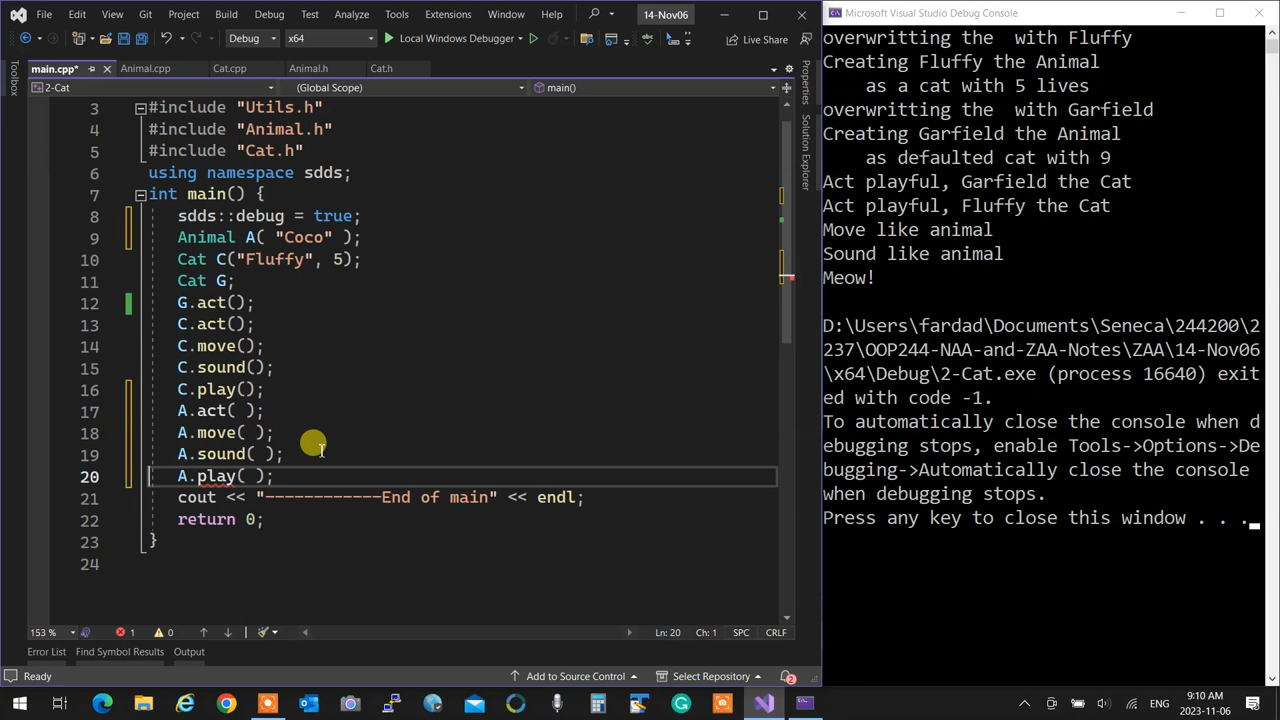 File Edit View Git Project Build Debug Test Analyze Tools Extensions Window Help 14-Nov06
Debug x64 Local Windows Debugger Live Share
main.cpp* Animal.cpp Cat.cpp Animal.h Cat.h
2-Cat (Global Scope) main()
Toolbox
3 #include "Utils.h"
4 #include "Animal.h"
5 #include "Cat.h"
6 using namespace sdds;
7 int main() {
8 sdds::debug = true;
9 Animal A( "Coco" );
10 Cat C("Fluffy", 5);
11 Cat G;
12 G.act();
13 C.act();
14 C.move();
15 C.sound();
16 C.play();
17 A.act( );
18 A.move( );
19 A.sound( );
20 A.play( );
21 cout << "------------End of main" << endl;
22 return 0;
23 }
24
Properties
Solution Explorer
153 % 1 0 Ln: 20 Ch: 1 SPC CRLF
Error List Find Symbol Results Output
Ready Add to Source Control Select Repository 2
Microsoft Visual Studio Debug Console
overwritting the  with Fluffy
Creating Fluffy the Animal
as a cat with 5 lives
overwritting the  with Garfield
Creating Garfield the Animal
as defaulted cat with 9
Act playful, Garfield the Cat
Act playful, Fluffy the Cat
Move like animal
Sound like animal
Meow!
D:\Users\fardad\Documents\Seneca\244200\2
237\OOP244-NAA-and-ZAA-Notes\ZAA\14-Nov06
\x64\Debug\2-Cat.exe (process 16640) exit
ed with code -1.
To automatically close the console when d
ebugging stops, enable Tools->Options->De
bugging->Automatically close the console
when debugging stops.
Press any key to close this window . . .
ENG 9:10 AM
2023-11-06